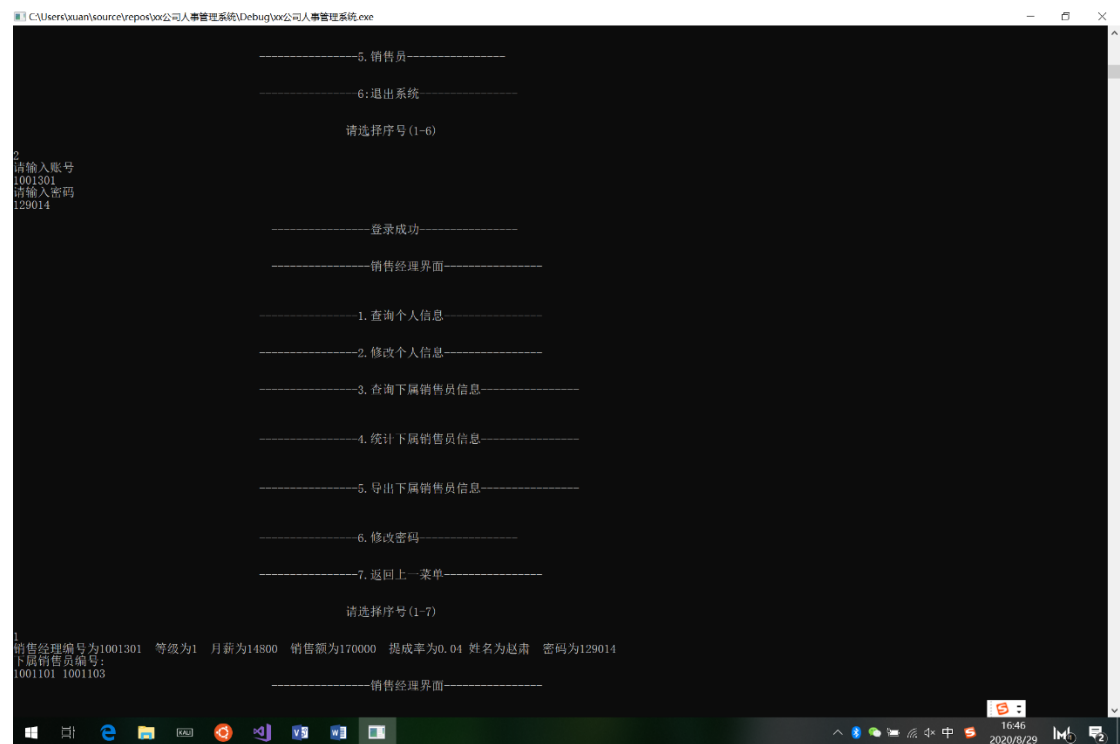 C:\Users\xuan\source\repos\xx公司人事管理系统\Debug\xx公司人事管理系统.exe
----------------5.销售员----------------
----------------6:退出系统----------------
请选择序号(1-6)
2
请输入账号
1001301
请输入密码
129014
----------------登录成功----------------
----------------销售经理界面----------------
----------------1.查询个人信息----------------
----------------2.修改个人信息----------------
----------------3.查询下属销售员信息----------------
----------------4.统计下属销售员信息----------------
----------------5.导出下属销售员信息----------------
----------------6.修改密码----------------
----------------7.返回上一菜单----------------
请选择序号(1-7)
1
销售经理编号为1001301 等级为1 月薪为14800 销售额为170000 提成率为0.04 姓名为赵肃 密码为129014
下属销售员编号:
1001101 1001103
----------------销售经理界面----------------
KALI
中
16:46
2020/8/29